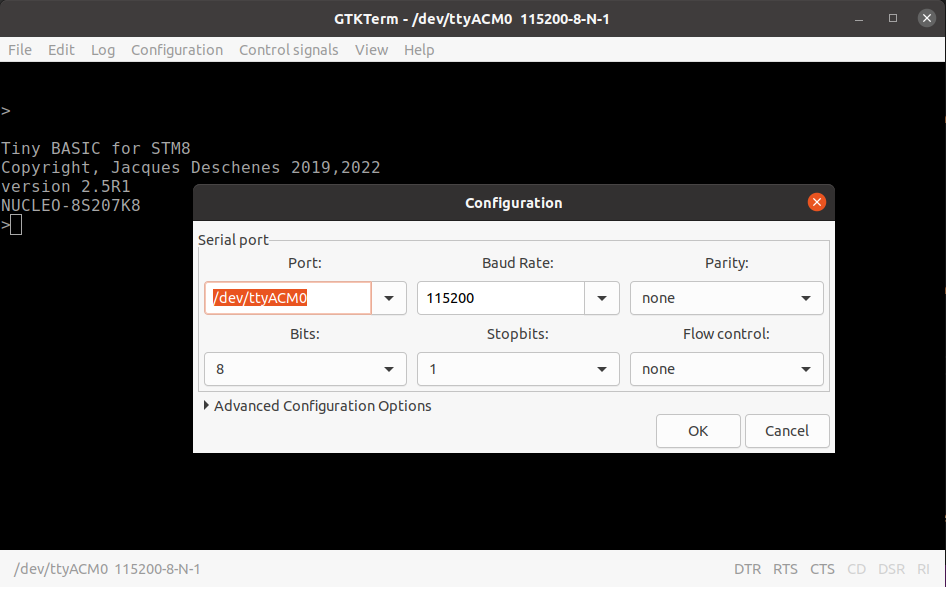 GTKTerm - /dev/ttyACM0 115200-8-N-1
File Edit Log Configuration Control signals View Help
>
Tiny BASIC for STM8
Copyright, Jacques Deschenes 2019,2022
version 2.5R1
NUCLEO-8S207K8
>
Configuration
Serial port
Port: Baud Rate: Parity:
/dev/ttyACM0 115200 none
Bits: Stopbits: Flow control:
8 1 none
Advanced Configuration Options
OK Cancel
/dev/ttyACM0 115200-8-N-1 DTR RTS CTS CD DSR RI